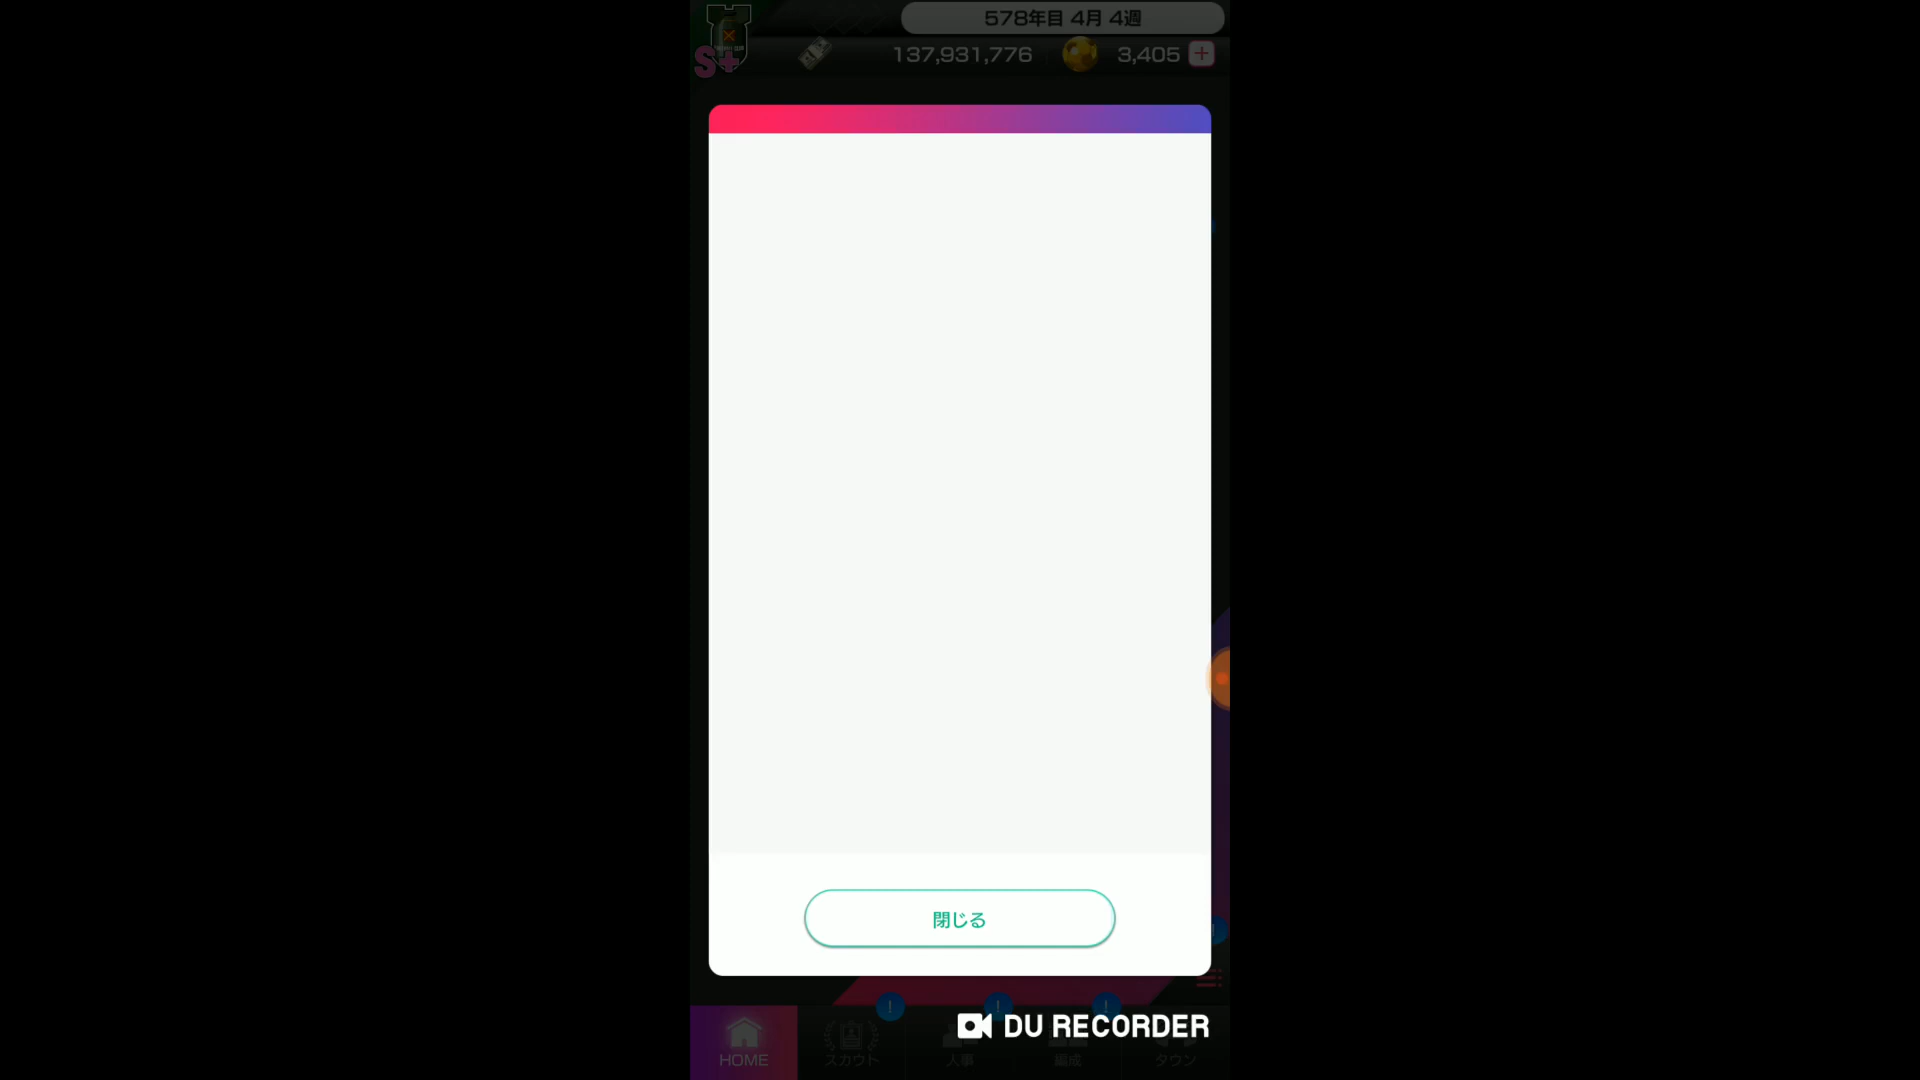 578年目 4月 4週
S+
137,931,776
3,405
閉じる
DU RECORDER
HOME
スカウト
人事
編成
タウン